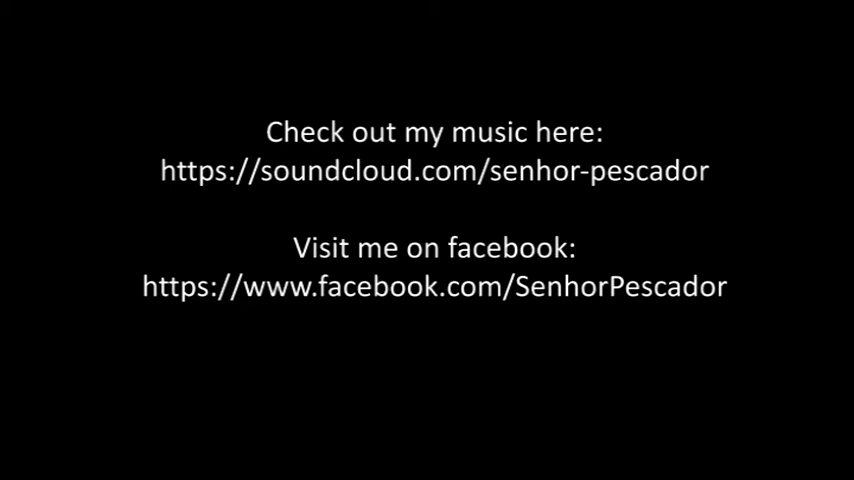 Check out my music here:
https://soundcloud.com/senhor-pescador
Visit me on facebook:
https://www.facebook.com/SenhorPescador